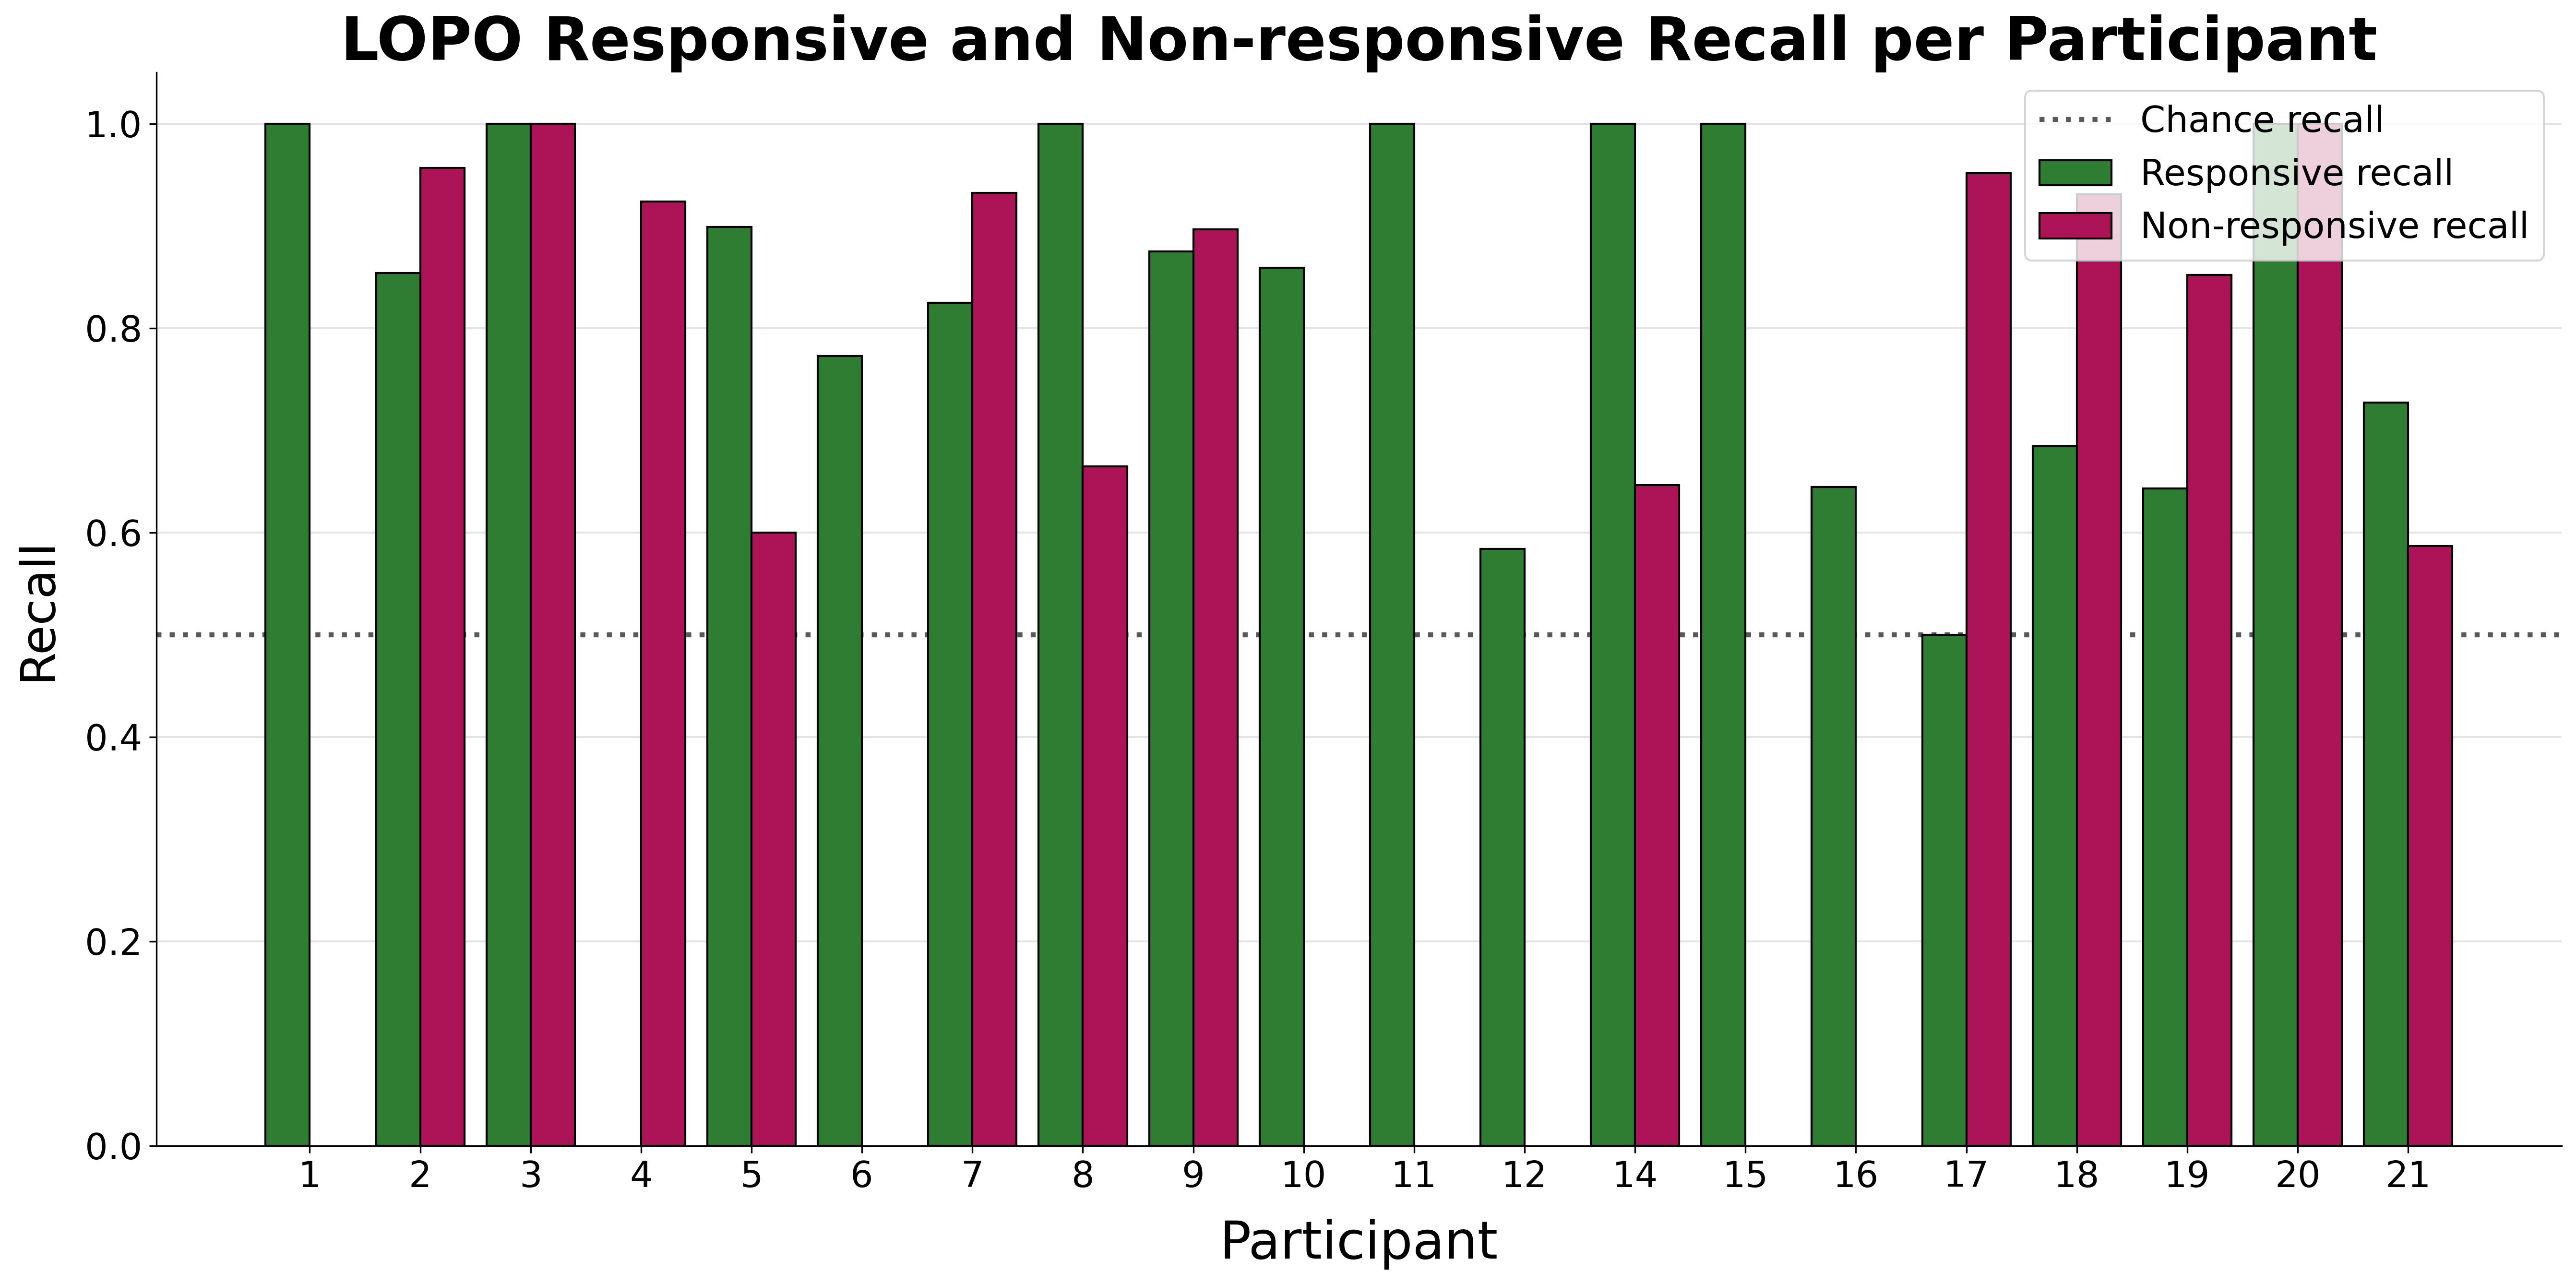 LOPO Responsive and Non-responsive Recall per Participant
Chance recall
Responsive recall
Non-responsive recall
Recall
1.0
0.8
0.6
0.4
0.2
0.0
1 2 3 4 5 6 7 8 9 10 11 12 14 15 16 17 18 19 20 21
Participant